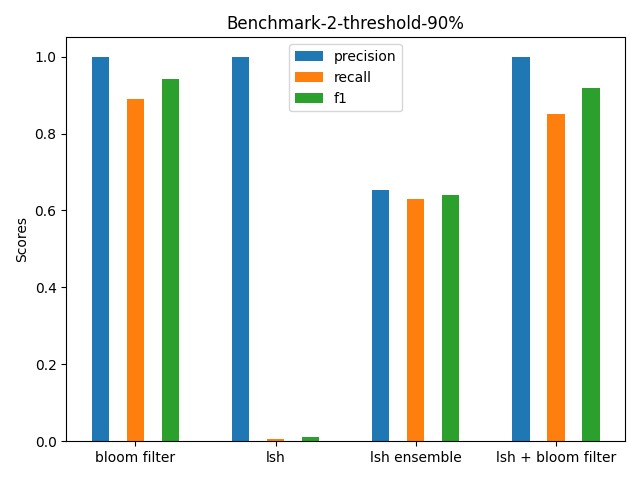 Benchmark-2-threshold-90%
precision
recall
f1
Scores
1.0
0.8
0.6
0.4
0.2
0.0
bloom filter
lsh
lsh ensemble
lsh + bloom filter